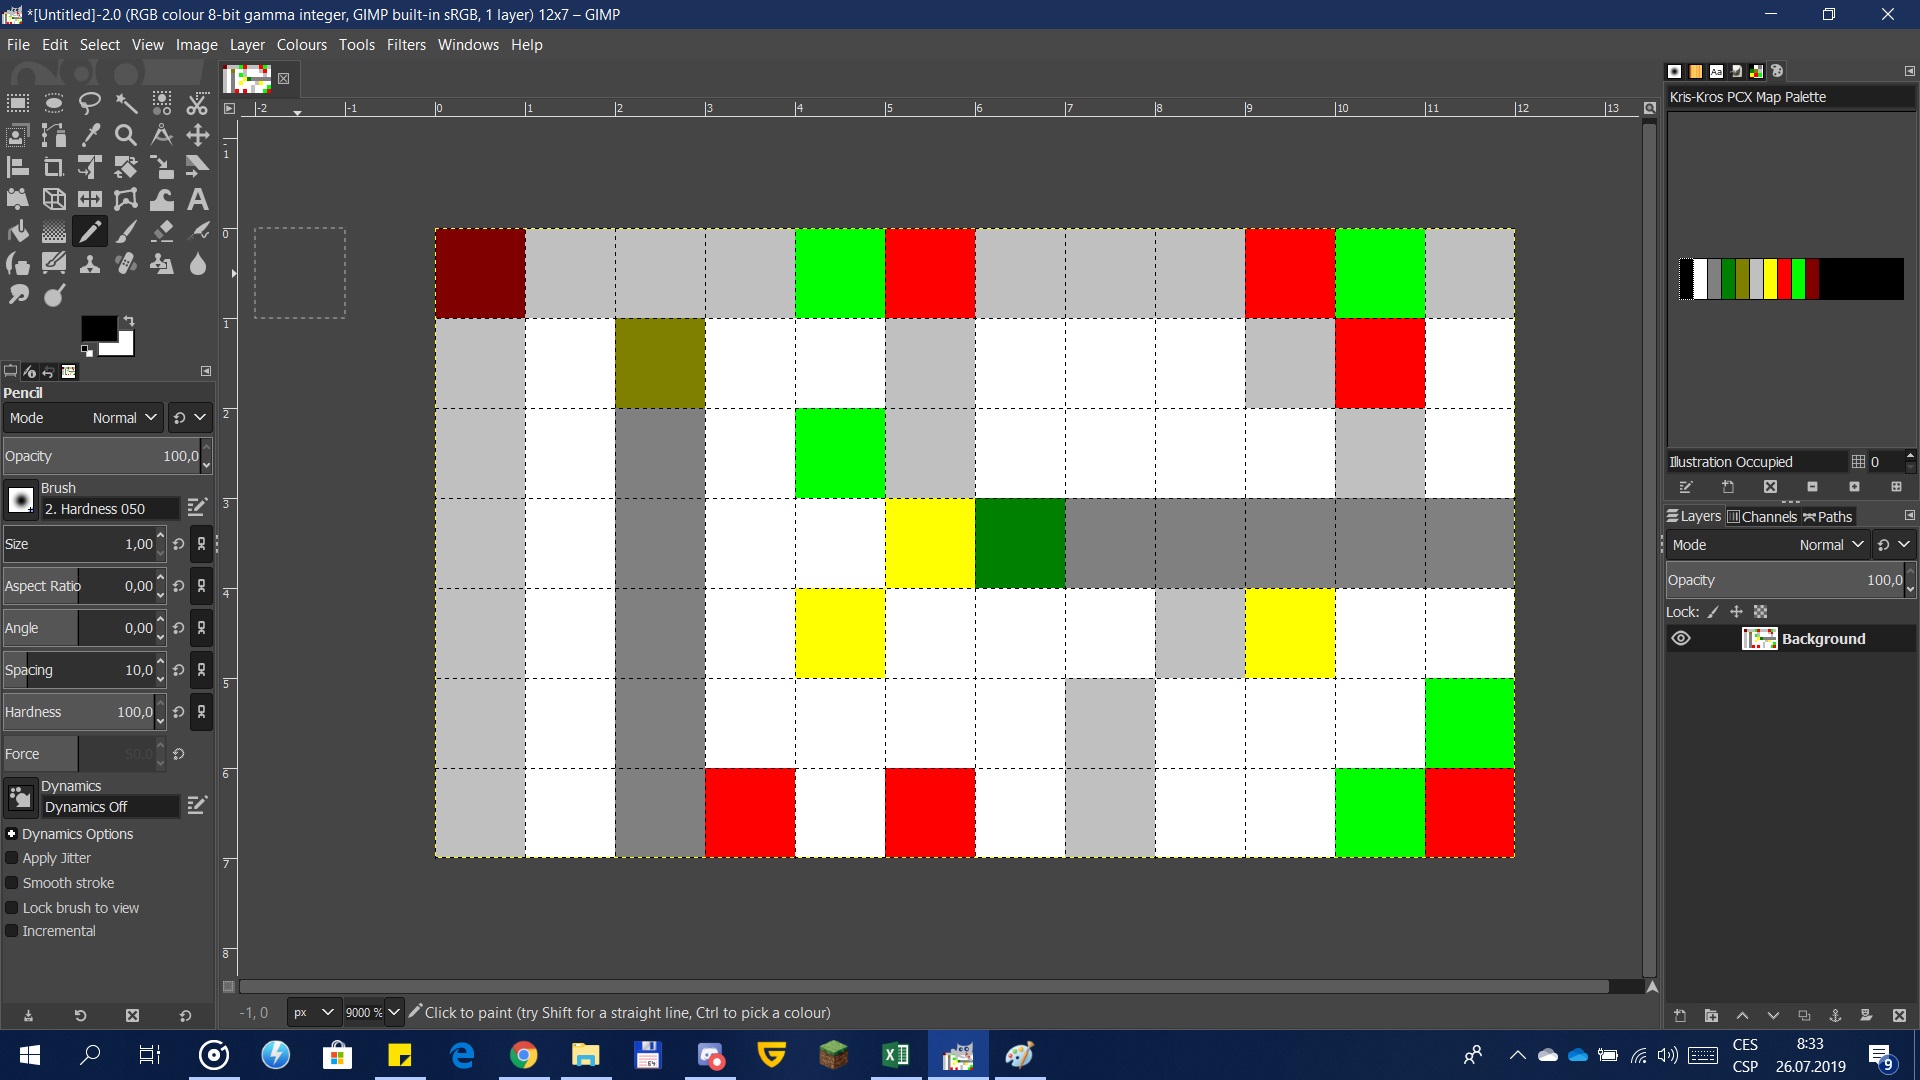 *[Untitled]-2.0 (RGB colour 8-bit gamma integer, GIMP built-in sRGB, 1 layer) 12x7 – GIMP
File Edit Select View Image Layer Colours Tools Filters Windows Help
-2 -1 0 1 2 3 4 5 6 7 8 9 10 11 12 13
Kris-Kros PCX Map Palette
-1
0
1
2
3
4
5
6
7
8
Pencil
Mode Normal
Opacity 100,0
Brush
2. Hardness 050
Size 1,00
Aspect Ratio 0,00
Angle 0,00
Spacing 10,0
Hardness 100,0
Force 50,0
Dynamics
Dynamics Off
Dynamics Options
Apply Jitter
Smooth stroke
Lock brush to view
Incremental
Illustration Occupied 0
Layers Channels Paths
Mode Normal
Opacity 100,0
Lock:
Background
-1, 0 px 9000 % Click to paint (try Shift for a straight line, Ctrl to pick a colour)
CES
CSP
8:33
26.07.2019
9